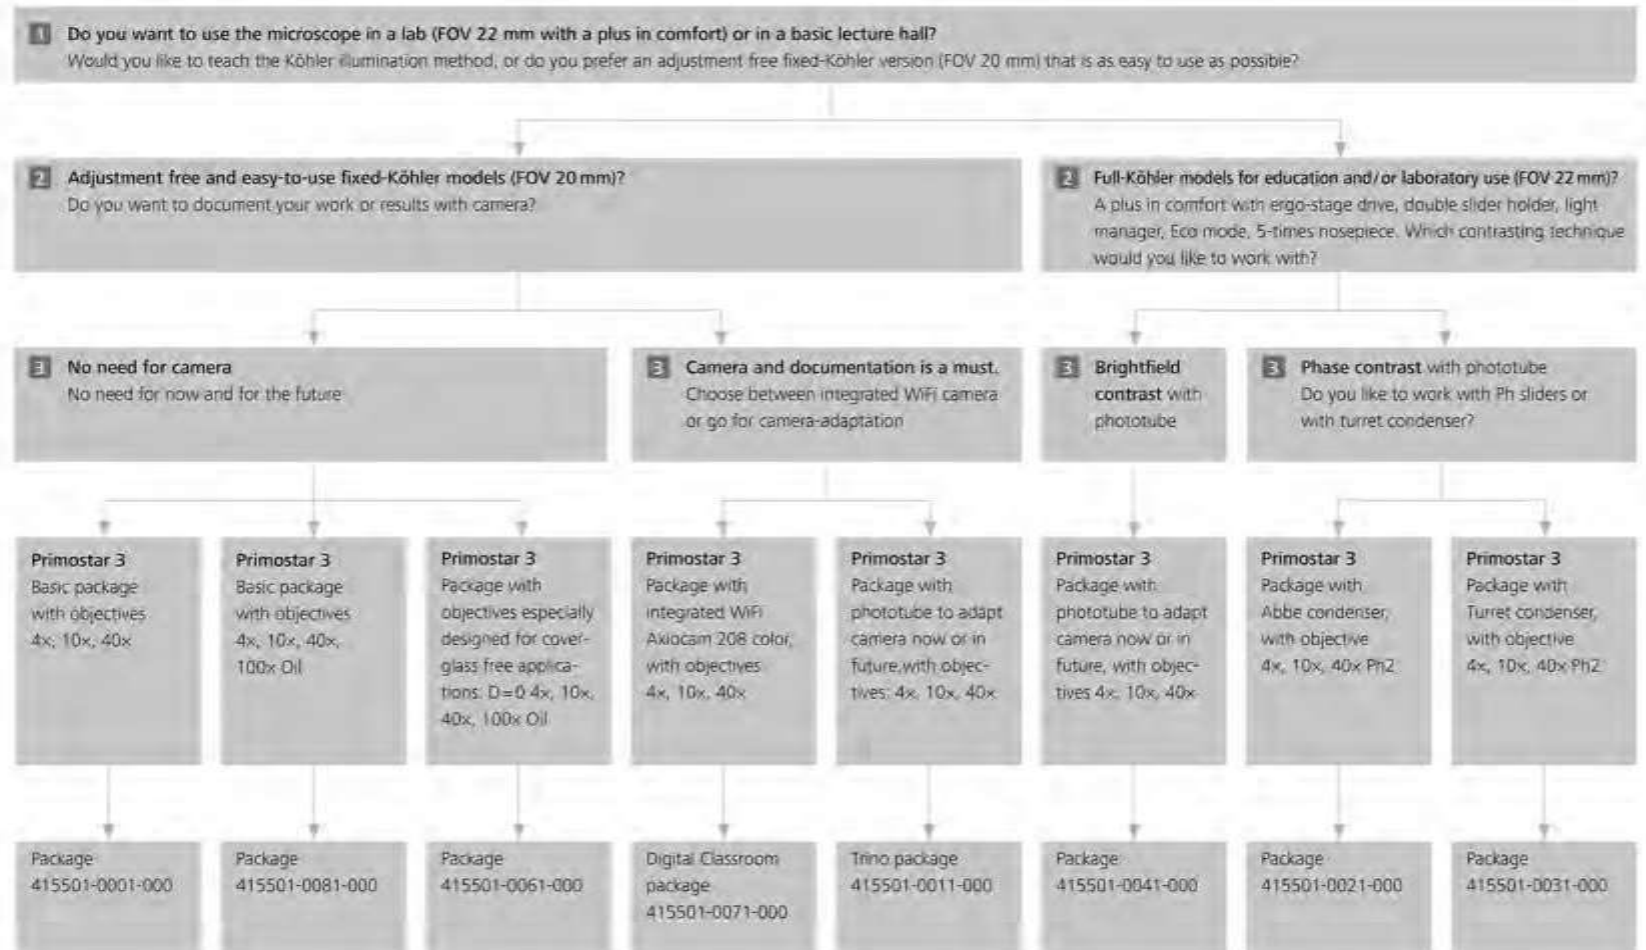 1 Do you want to use the microscope in a lab (FOV 22 mm with a plus in comfort) or in a basic lecture hall?
Would you like to teach the Köhler illumination method, or do you prefer an adjustment free fixed-Köhler version (FOV 20 mm) that is as easy to use as possible?
2 Adjustment free and easy-to-use fixed-Köhler models (FOV 20 mm)?
Do you want to document your work or results with camera?
2 Full-Köhler models for education and/or laboratory use (FOV 22 mm)?
A plus in comfort with ergo-stage drive, double slider holder, light
manager, Eco mode, 5-times nosepiece. Which contrasting technique
would you like to work with?
3 No need for camera
No need for now and for the future
3 Camera and documentation is a must.
Choose between integrated WiFi camera
or go for camera-adaptation
3 Brightfield
contrast with
phototube
3 Phase contrast with phototube
Do you like to work with Ph sliders or
with turret condenser?
Primostar 3
Basic package
with objectives
4x, 10x, 40x
Primostar 3
Basic package
with objectives
4x, 10x, 40x,
100x Oil
Primostar 3
Package with
objectives especially
designed for cover-
glass free applica-
tions: D=0 4x, 10x,
40x, 100x Oil
Primostar 3
Package with
integrated WiFi
Axiocam 208 color,
with objectives
4x, 10x, 40x
Primostar 3
Package with
phototube to adapt
camera now or in
future,with objec-
tives: 4x, 10x, 40x
Primostar 3
Package with
phototube to adapt
camera now or in
future, with objec-
tives 4x, 10x, 40x
Primostar 3
Package with
Abbe condenser,
with objective
4x, 10x, 40x Ph2
Primostar 3
Package with
Turret condenser,
with objective
4x, 10x, 40x Ph2
Package
415501-0001-000
Package
415501-0081-000
Package
415501-0061-000
Digital Classroom
package
415501-0071-000
Trino package
415501-0011-000
Package
415501-0041-000
Package
415501-0021-000
Package
415501-0031-000